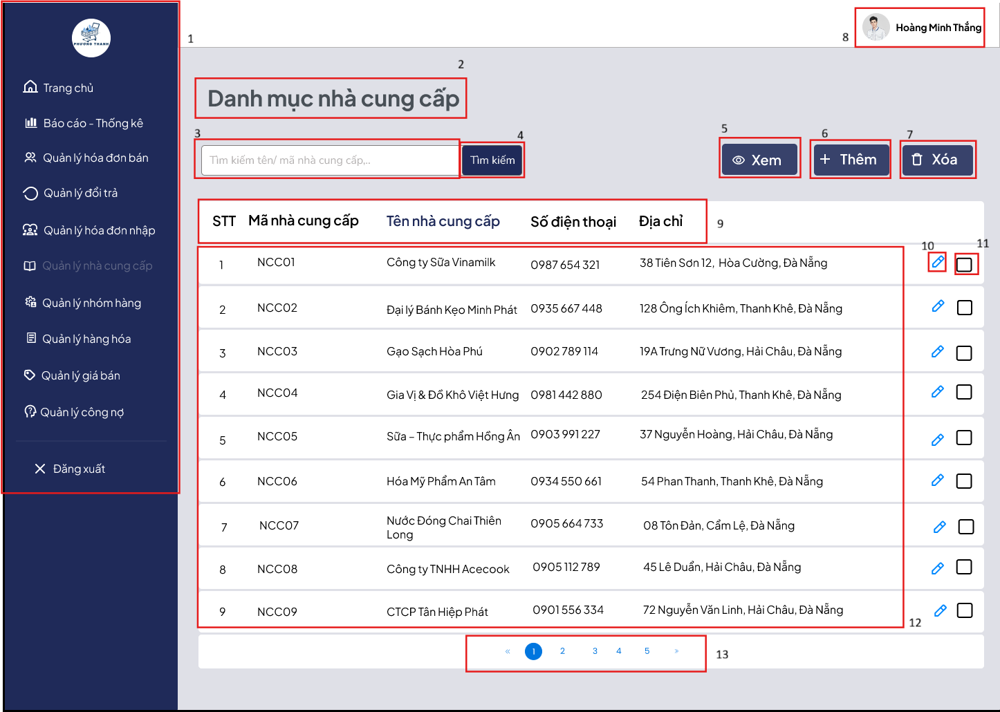 PHƯƠNG THANH
1
Trang chủ
Báo cáo - Thống kê
Quản lý hóa đơn bán
Quản lý đổi trả
Quản lý hóa đơn nhập
Quản lý nhà cung cấp
Quản lý nhóm hàng
Quản lý hàng hóa
Quản lý giá bán
Quản lý công nợ
Đăng xuất
8
Hoàng Minh Thắng
2
Danh mục nhà cung cấp
3
Tìm kiếm tên/ mã nhà cung cấp,..
4
Tìm kiếm
5
Xem
6
Thêm
7
Xóa
STT Mã nhà cung cấp Tên nhà cung cấp Số điện thoại Địa chỉ
9
10
11
1 NCC01 Công ty Sữa Vinamilk 0987 654 321 38 Tiên Sơn 12, Hòa Cường, Đà Nẵng
2 NCC02 Đại lý Bánh Kẹo Minh Phát 0935 667 448 128 Ông Ích Khiêm, Thanh Khê, Đà Nẵng
3 NCC03 Gạo Sạch Hòa Phú 0902 789 114 19A Trưng Nữ Vương, Hải Châu, Đà Nẵng
4 NCC04 Gia Vị & Đồ Khô Việt Hưng 0981 442 880 254 Điện Biên Phủ, Thanh Khê, Đà Nẵng
5 NCC05 Sữa – Thực phẩm Hồng Ân 0903 991 227 37 Nguyễn Hoàng, Hải Châu, Đà Nẵng
6 NCC06 Hóa Mỹ Phẩm An Tâm 0934 550 661 54 Phan Thanh, Thanh Khê, Đà Nẵng
7 NCC07 Nước Đóng Chai Thiên 0905 664 733 08 Tôn Đản, Cẩm Lệ, Đà Nẵng
Long
8 NCC08 Công ty TNHH Acecook 0905 112 789 45 Lê Duẩn, Hải Châu, Đà Nẵng
9 NCC09 CTCP Tân Hiệp Phát 0901 556 334 72 Nguyễn Văn Linh, Hải Châu, Đà Nẵng
12
« 1 2 3 4 5 »
13